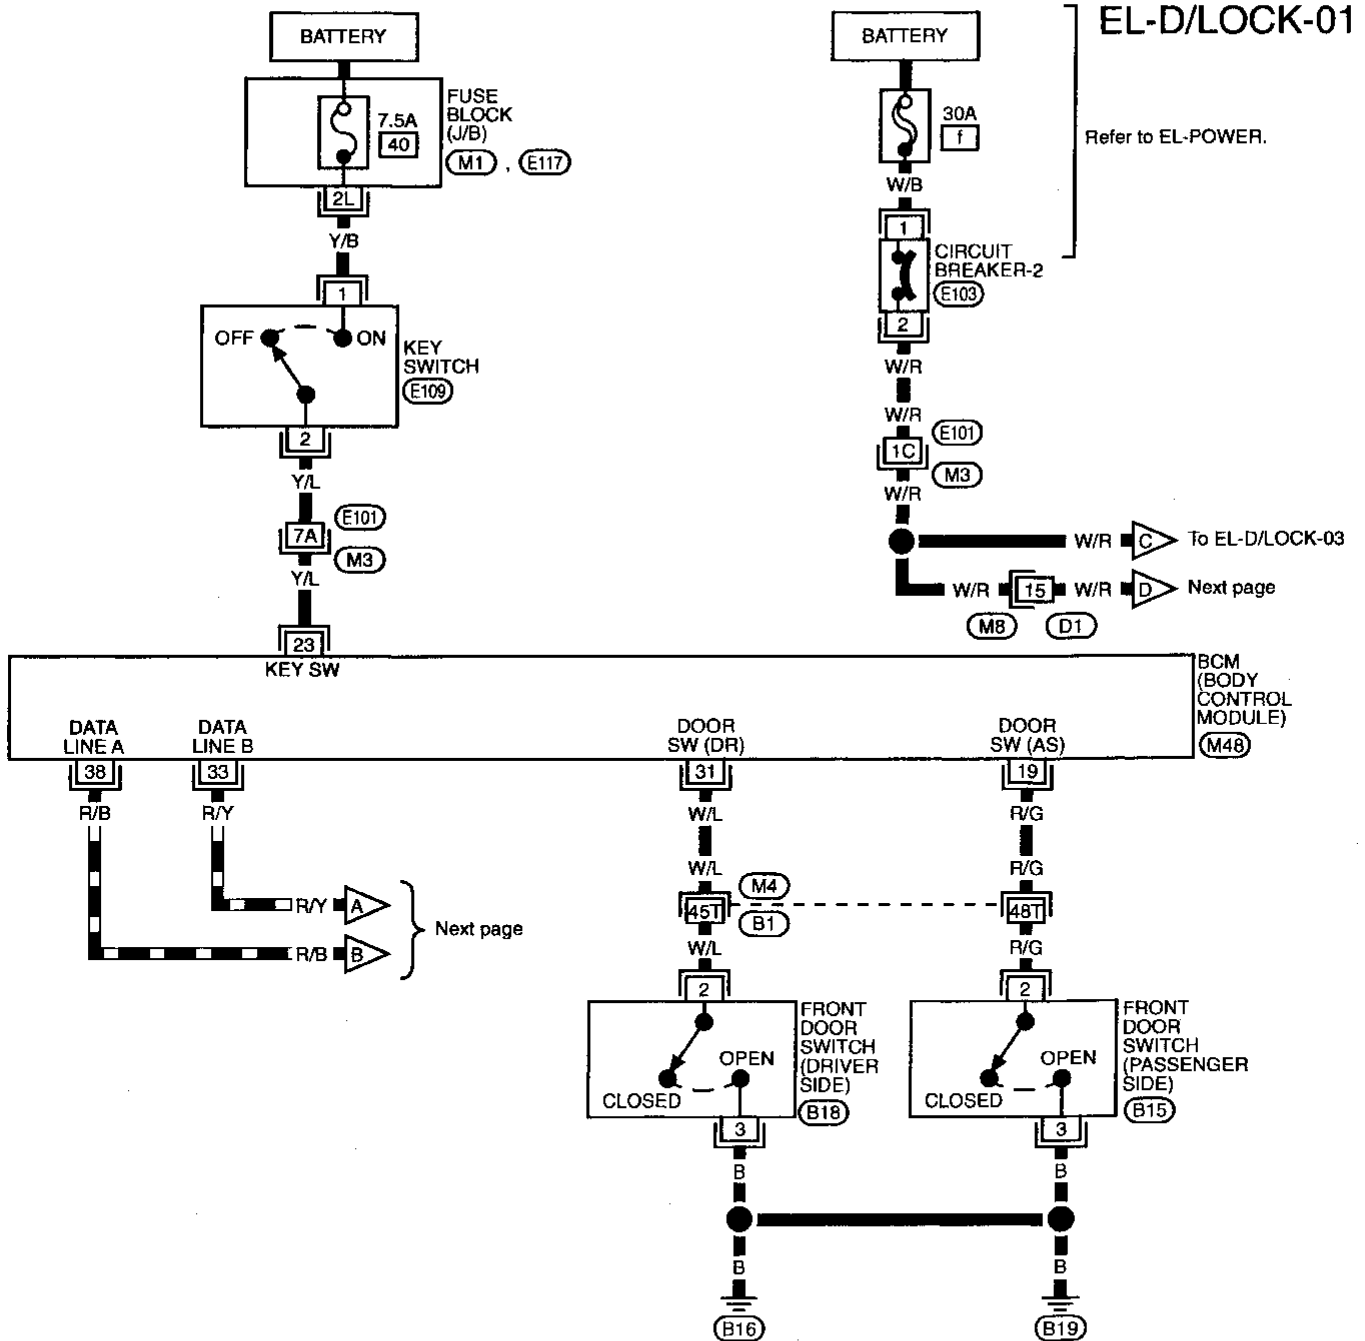 EL-D/LOCK-01
BATTERY
BATTERY
7.5A
40
FUSE
BLOCK
(J/B)
M1 , E117
2L
Y/B
1
OFF
ON
KEY
SWITCH
E109
2
Y/L
7A
E101
M3
Y/L
30A
f
Refer to EL-POWER.
W/B
1
CIRCUIT
BREAKER-2
E103
2
W/R
W/R
1C
E101
M3
W/R
W/R
C
To EL-D/LOCK-03
W/R
15
W/R
D
Next page
M8
D1
23
KEY SW
BCM
(BODY
CONTROL
MODULE)
M48
DATA
LINE A
DATA
LINE B
DOOR
SW (DR)
DOOR
SW (AS)
38
33
31
19
R/B
R/Y
W/L
R/G
W/L
R/G
R/Y
A
R/B
B
Next page
45T
M4
B1
48T
W/L
R/G
2
2
OPEN
CLOSED
FRONT
DOOR
SWITCH
(DRIVER
SIDE)
B18
OPEN
CLOSED
FRONT
DOOR
SWITCH
(PASSENGER
SIDE)
B15
3
3
B
B
B
B
B16
B19